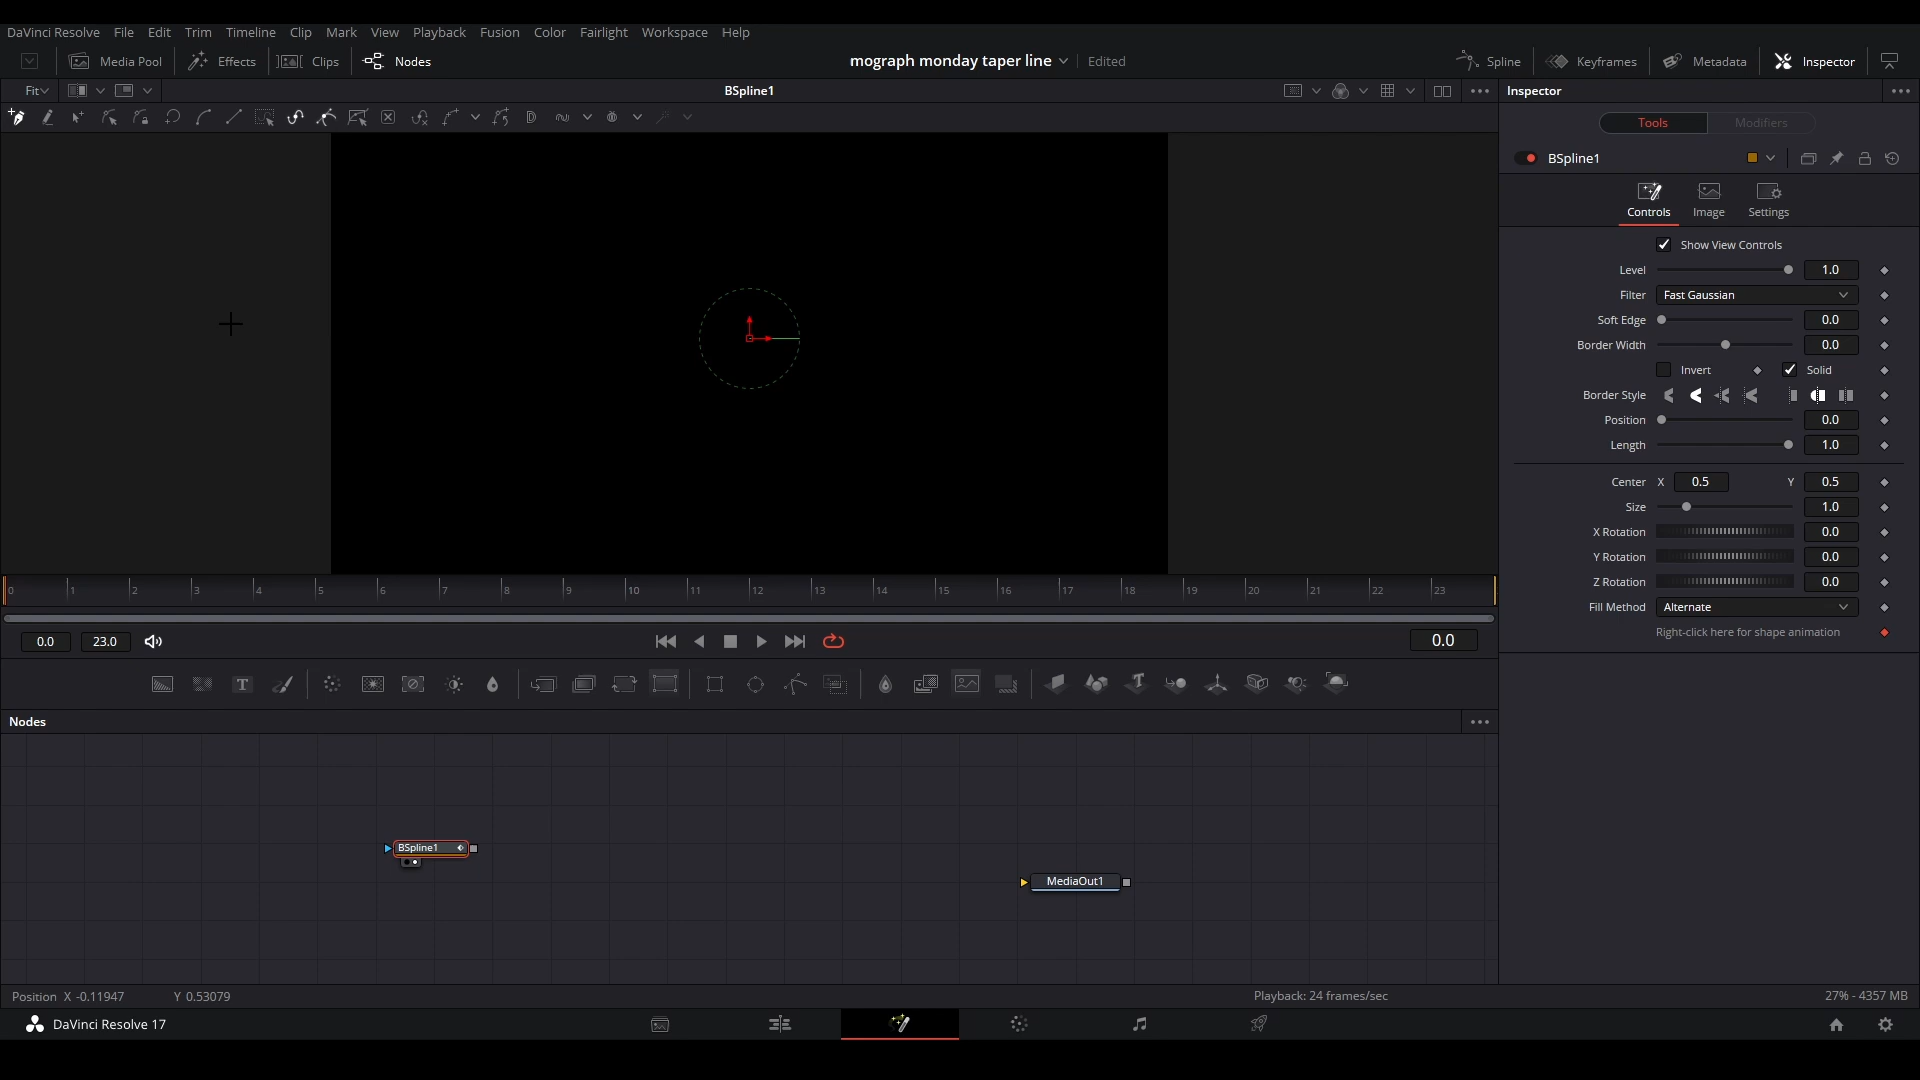 DaVinci Resolve File Edit Trim Timeline Clip Mark View Playback Fusion Color Fairlight Workspace Help
Media Pool Effects Clips Nodes mograph monday taper line Edited Spline Keyframes Metadata Inspector
Fit BSpline1 Inspector
Tools Modifiers
BSpline1
Controls Image Settings
Show View Controls
Level 1.0
Filter Fast Gaussian
Soft Edge 0.0
Border Width 0.0
Invert Solid
Border Style
Position 0.0
Length 1.0
Center X 0.5 Y 0.5
Size 1.0
X Rotation 0.0
Y Rotation 0.0
Z Rotation 0.0
Fill Method Alternate
Right-click here for shape animation
0 1 2 3 4 5 6 7 8 9 10 11 12 13 14 15 16 17 18 19 20 21 22 23
0.0 23.0 0.0
Nodes
BSpline1
MediaOut1
Position X -0.11947 Y 0.53079 Playback: 24 frames/sec 27% - 4357 MB
DaVinci Resolve 17